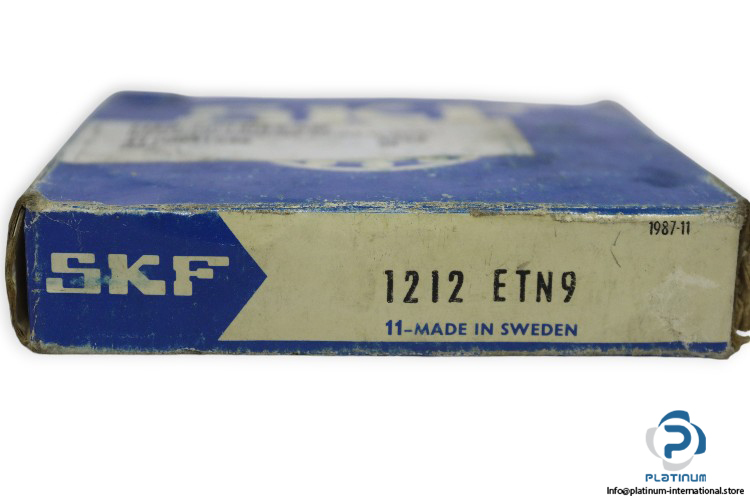 SKF
1987-11
1212 ETN9
11-MADE IN SWEDEN
PLATINUM
Info@platinum-international.store